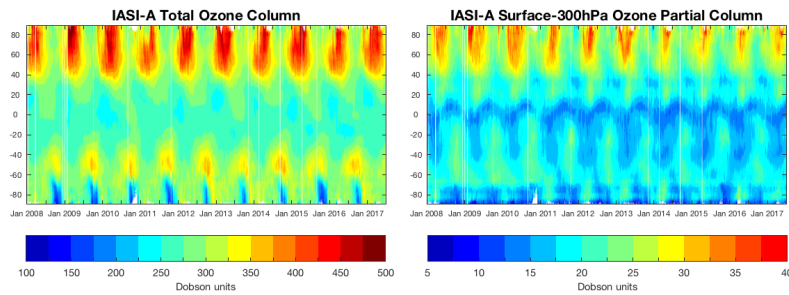 IASI-A Total Ozone Column
80
60
40
20
0
-20
-40
-60
-80
Jan 2008 Jan 2009 Jan 2010 Jan 2011 Jan 2012 Jan 2013 Jan 2014 Jan 2015 Jan 2016 Jan 2017
100 150 200 250 300 350 400 450 500
Dobson units
IASI-A Surface-300hPa Ozone Partial Column
80
60
40
20
0
-20
-40
-60
-80
Jan 2008 Jan 2009 Jan 2010 Jan 2011 Jan 2012 Jan 2013 Jan 2014 Jan 2015 Jan 2016 Jan 2017
5 10 15 20 25 30 35 40
Dobson units